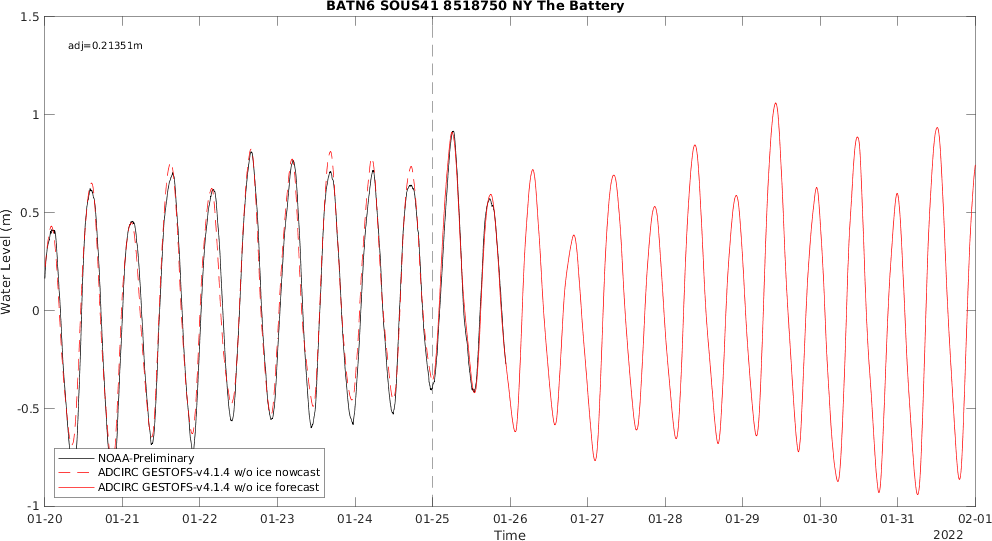 BATN6 SOUS41 8518750 NY The Battery
adj=0.21351m
Water Level (m)
1.5
1
0.5
0
-0.5
-1
NOAA-Preliminary
ADCIRC GESTOFS-v4.1.4 w/o ice nowcast
ADCIRC GESTOFS-v4.1.4 w/o ice forecast
01-20 01-21 01-22 01-23 01-24 01-25 01-26 01-27 01-28 01-29 01-30 01-31 02-01
Time
2022